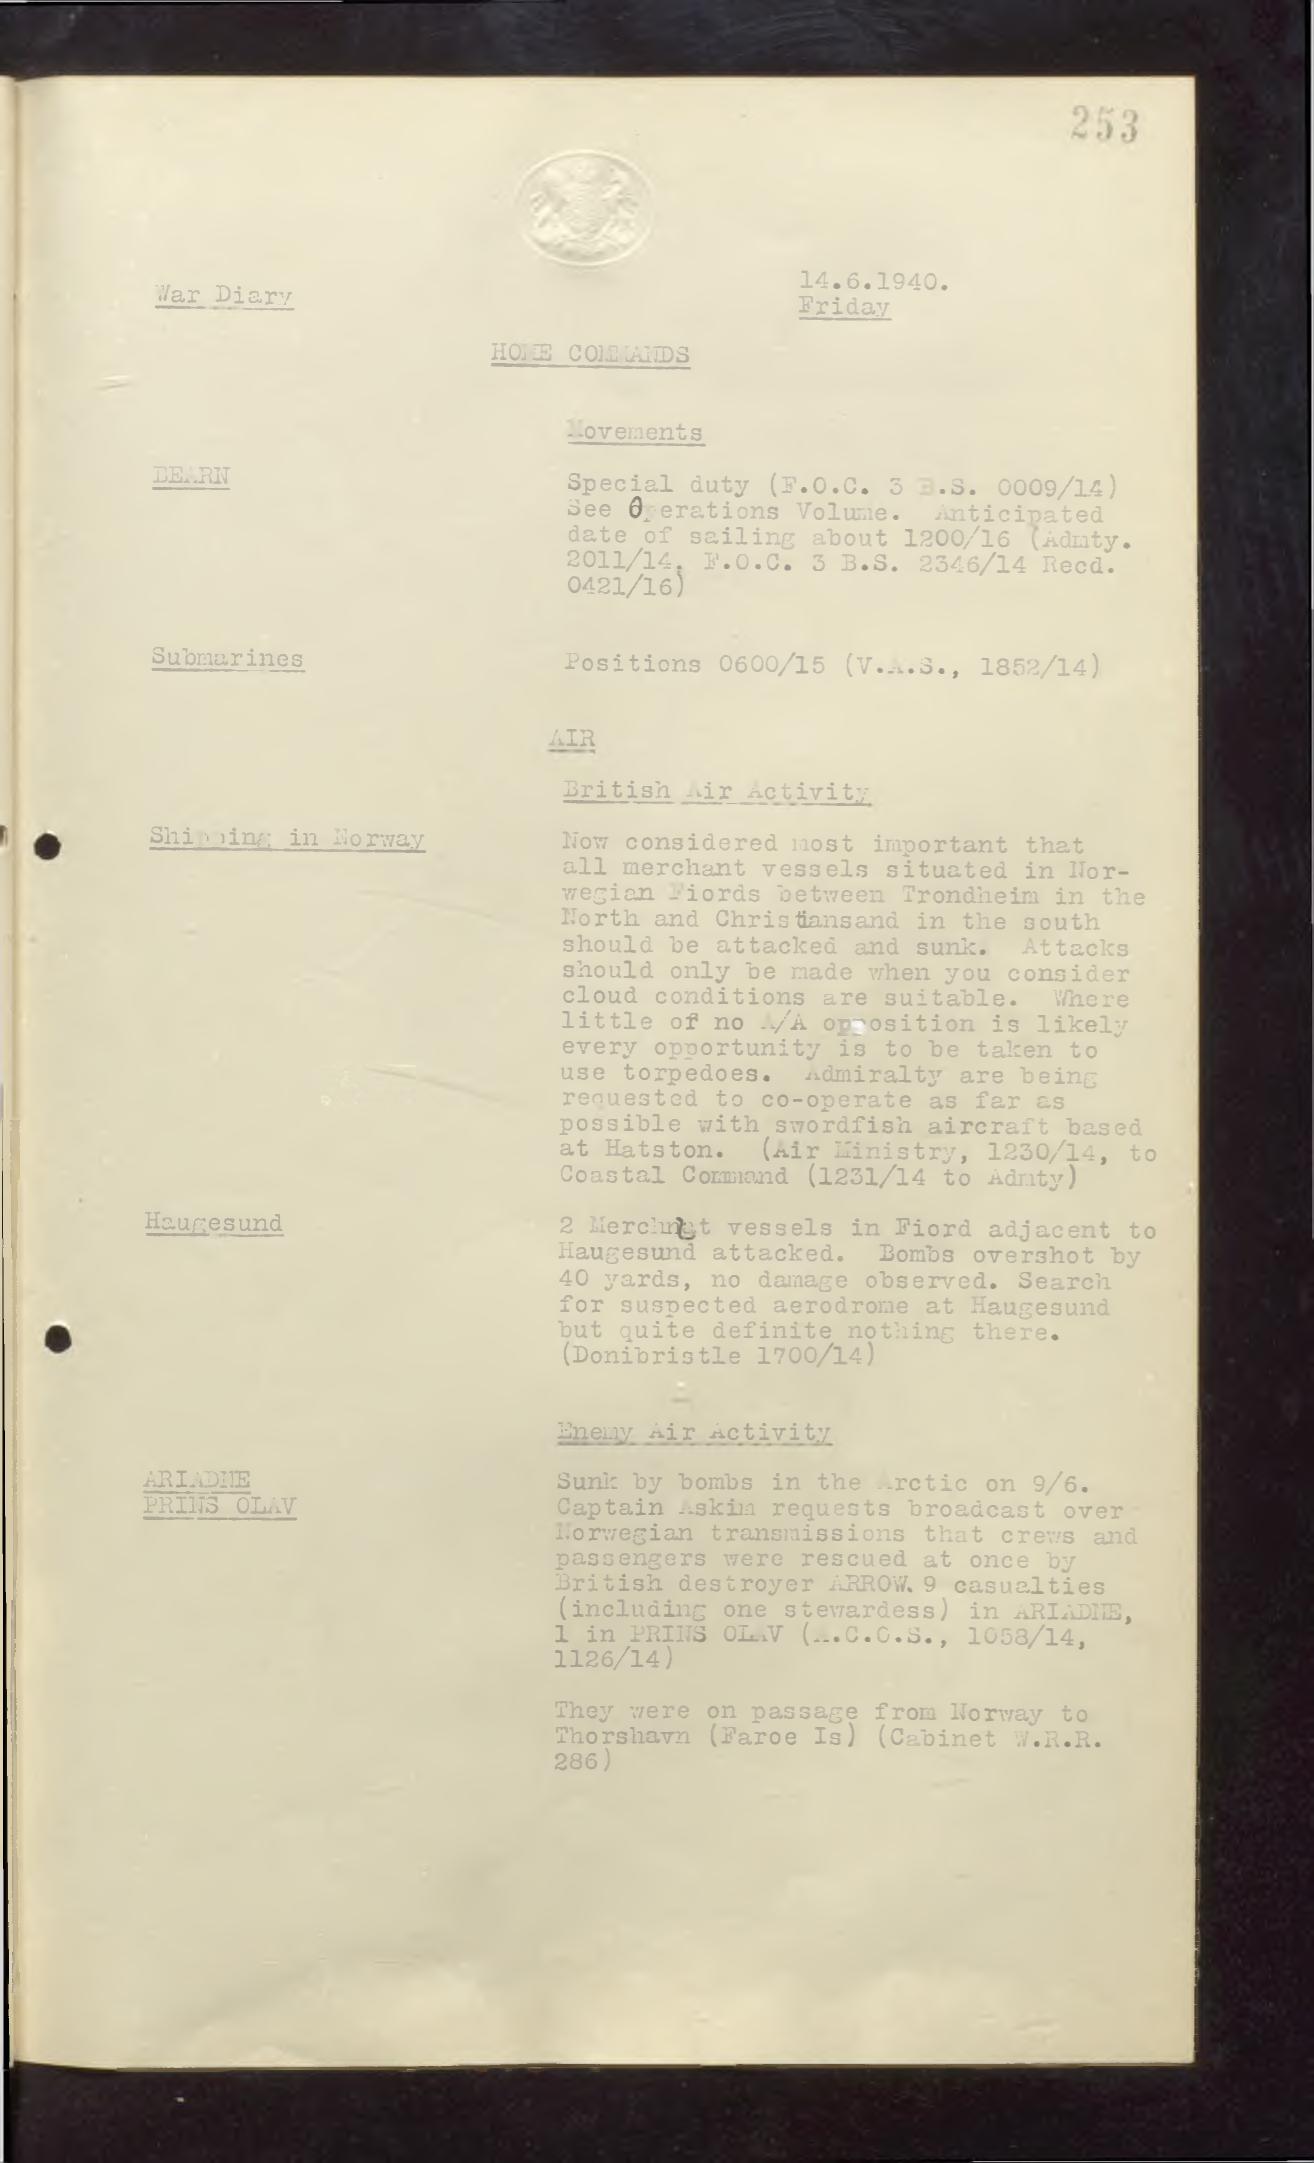 253
War Diary
14.6.1940.
Friday
HOME COMMANDS
Movements
BEARN
Special duty (F.O.C. 3 B.S. 0009/14)
See Operations Volume. Anticipated
date of sailing about 1200/16 (Admty.
2011/14, F.O.C. 3 B.S. 2346/14 Recd.
0421/16)
Submarines
Positions 0600/15 (V.A.S., 1852/14)
AIR
British Air Activity
Shipping in Norway
Now considered most important that
all merchant vessels situated in Nor-
wegian Fiords between Trondheim in the
North and Christiansand in the south
should be attacked and sunk. Attacks
should only be made when you consider
cloud conditions are suitable. Where
little or no A/A opposition is likely
every opportunity is to be taken to
use torpedoes. Admiralty are being
requested to co-operate as far as
possible with swordfish aircraft based
at Hatston. (Air Ministry, 1230/14, to
Coastal Command (1231/14 to Admty)
Haugesund
2 Merchant vessels in Fiord adjacent to
Haugesund attacked. Bombs overshot by
40 yards, no damage observed. Search
for suspected aerodrome at Haugesund
but quite definite nothing there.
(Donibristle 1700/14)
Enemy Air Activity
ARIADNE
PRINS OLAV
Sunk by bombs in the Arctic on 9/6.
Captain Askim requests broadcast over
Norwegian transmissions that crews and
passengers were rescued at once by
British destroyer ARROW. 9 casualties
(including one stewardess) in ARIADNE,
1 in PRINS OLAV (A.C.O.S., 1058/14,
1126/14)
They were on passage from Norway to
Thorshavn (Faroe Is) (Cabinet W.R.R.
286)